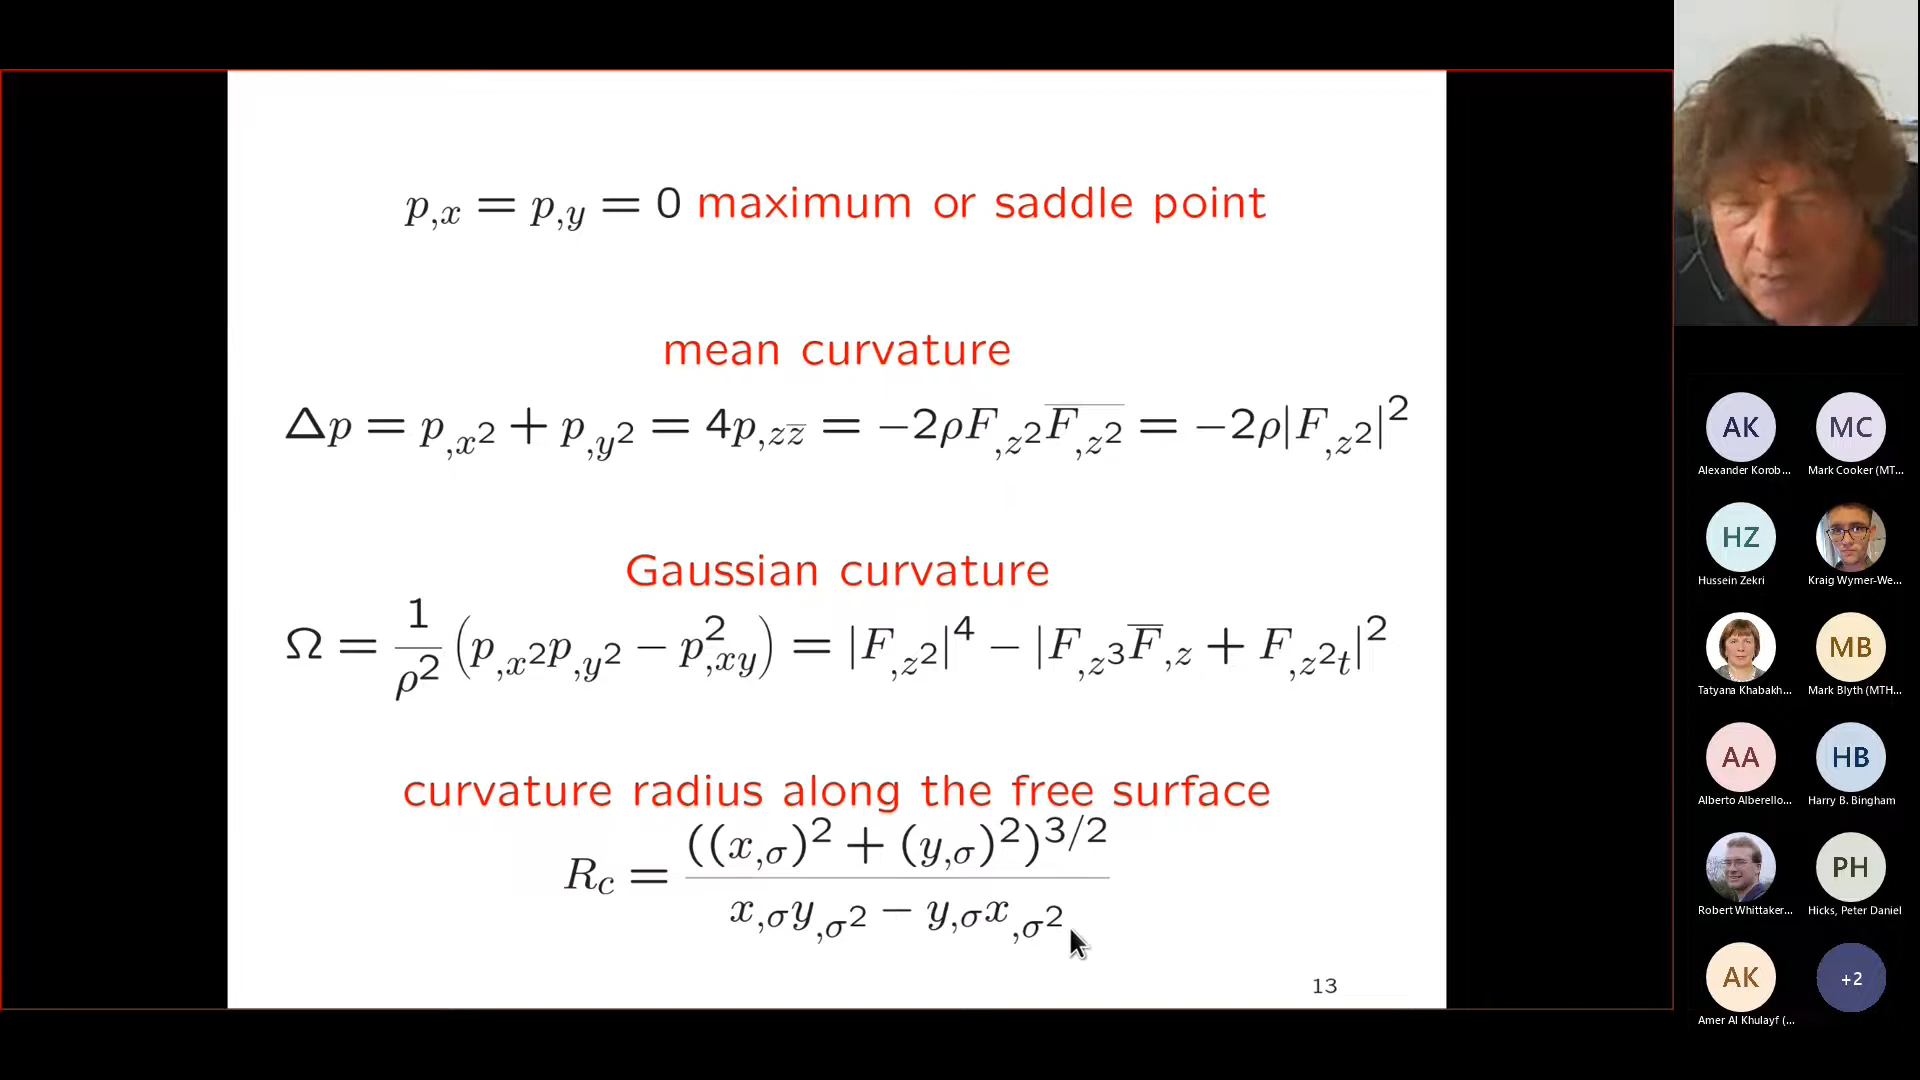 p,x = p,y = 0 maximum or saddle point
mean curvature
Δp = p,x2 + p,y2 = 4p,zz̄ = −2ρF,z2F̅,z2̅ = −2ρ|F,z2|²
Gaussian curvature
Ω = 1/ρ² (p,x2p,y2 − p²,xy) = |F,z2|⁴ − |F,z3F̅,z + F,z2t|²
curvature radius along the free surface
Rc = ((x,σ)² + (y,σ)²)^3/2 / x,σy,σ2 − y,σx,σ2
13
AK MC
Alexander Korob... Mark Cooker (MT...
HZ
Hussein Zekri Kraig Wymer-We...
MB
Tatyana Khabakh... Mark Blyth (MTH...
AA HB
Alberto Alberello... Harry B. Bingham
PH
Robert Whittaker... Hicks, Peter Daniel
AK +2
Amer Al Khulayf (...